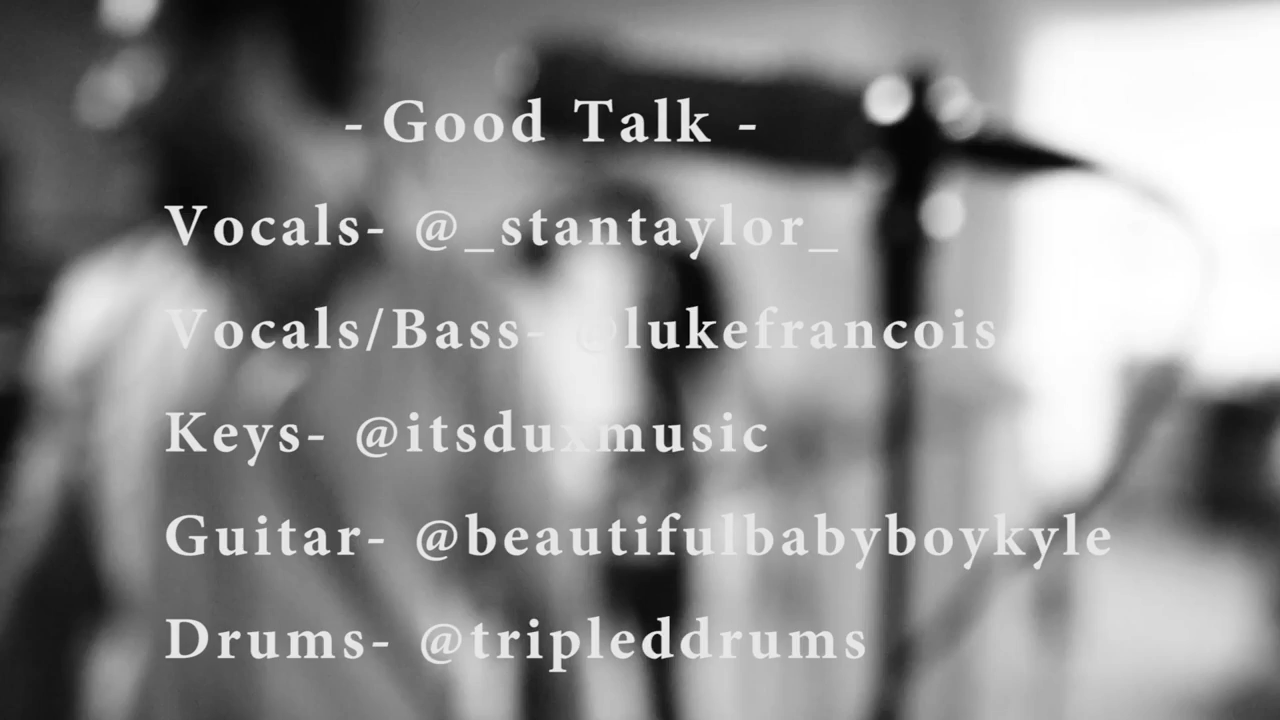 - Good Talk -
Vocals- @_stantaylor_
Vocals/Bass- @lukefrancois
Keys- @itsduxmusic
Guitar- @beautifulbabyboykyle
Drums- @tripleddrums